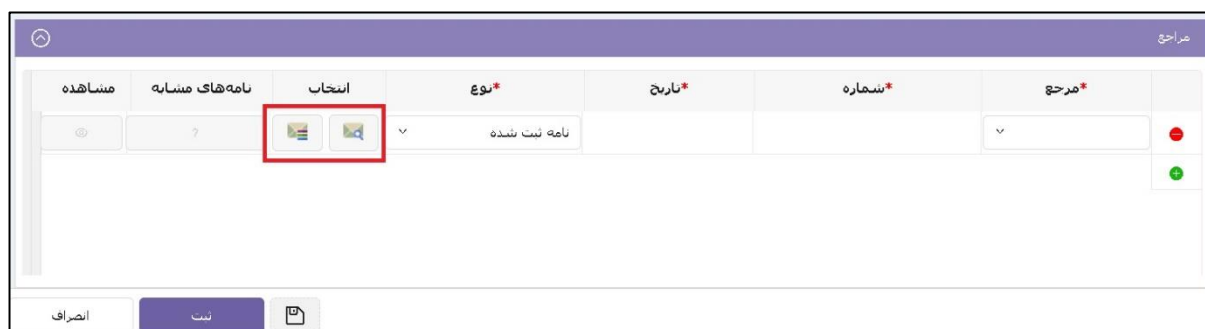 مراجع
*مرجع *شماره *تاریخ *نوع انتخاب نامه‌های مشابه مشاهده
نامه ثبت شده ?
ثبت انصراف